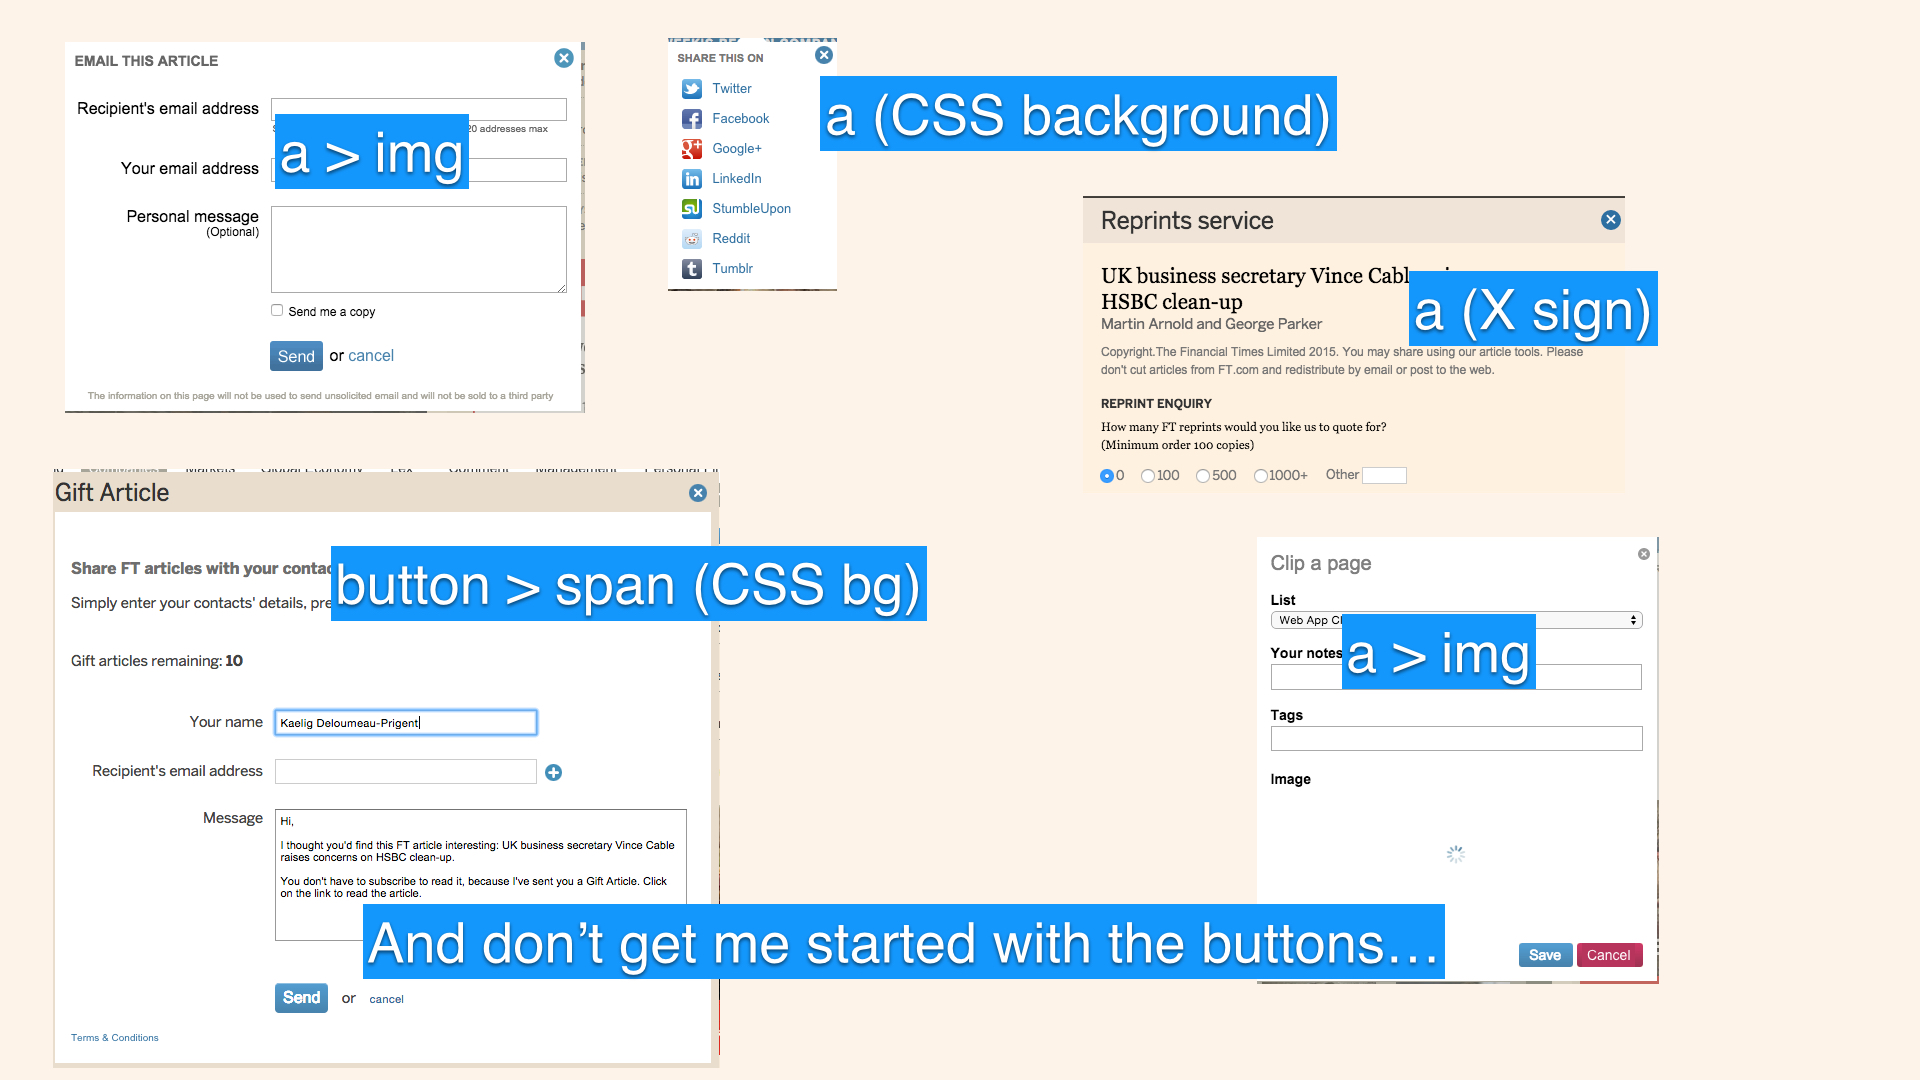 EMAIL THIS ARTICLE
Recipient's email address
20 addresses max
a > img
Your email address
Personal message
(Optional)
Send me a copy
Send or cancel
The information on this page will not be used to send unsolicited email and will not be sold to a third party
SHARE THIS ON
Twitter
Facebook
Google+
LinkedIn
StumbleUpon
Reddit
Tumblr
a (CSS background)
Reprints service
UK business secretary Vince
HSBC clean-up
Martin Arnold and George Parker
a (X sign)
Copyright.The Financial Times Limited 2015. You may share using our article tools. Please
don't cut articles from FT.com and redistribute by email or post to the web.
REPRINT ENQUIRY
How many FT reprints would you like us to quote for?
(Minimum order 100 copies)
0 100 500 1000+ Other
Gift Article
Share FT articles with your
button > span (CSS bg)
Simply enter your contacts' details,
Gift articles remaining: 10
Your name Kaelig Deloumeau-Prigent
Recipient's email address
Message
Hi,
I thought you'd find this FT article interesting: UK business secretary Vince Cable
raises concerns on HSBC clean-up.
You don't have to subscribe to read it, because I've sent you a Gift Article. Click
on the link to read the article.
And don’t get me started with the buttons…
Send or cancel
Terms & Conditions
Clip a page
List
Web App
Your notes
a > img
Tags
Image
Save Cancel